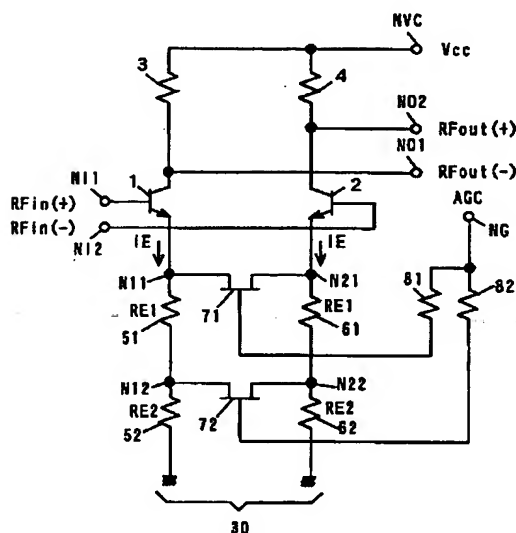 NVC
Vcc
3
4
NO2
RFout(+)
NO1
RFout(-)
NI1
1
2
RFin(+)
AGC
RFin(-)
NG
NI2
IE
IE
N11
N21
81
82
RE1
71
RE1
51
61
N12
N22
RE2
72
RE2
52
62
30